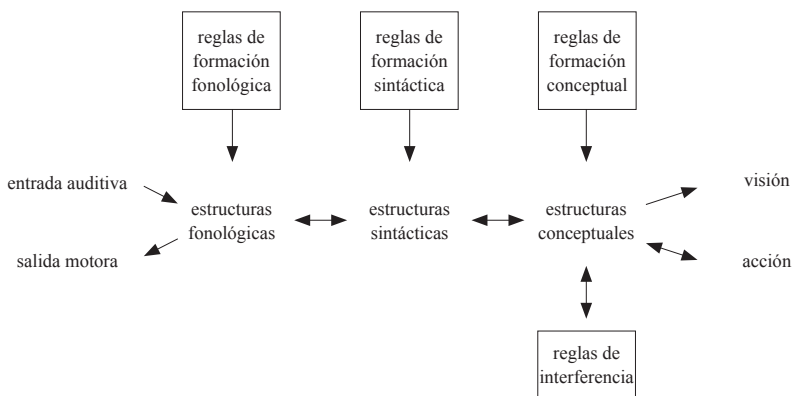 reglas de
formación
fonológica
reglas de
formación
sintáctica
reglas de
formación
conceptual
entrada auditiva
salida motora
estructuras
fonológicas
estructuras
sintácticas
estructuras
conceptuales
visión
acción
reglas de
interferencia